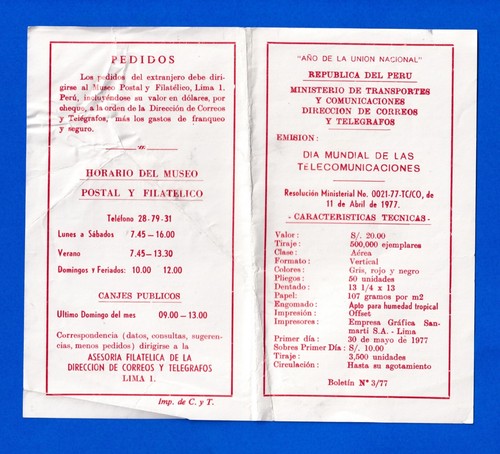 PEDIDOS
Los pedidos del extranjero debe diri-
girse al Museo Postal y Filatélico, Lima 1.
Perú, incluyéndose su valor en dólares, por
cheque, a la orden de la Dirección de Correos
y Telégrafos, más los gastos de franqueo
y seguro.
HORARIO DEL MUSEO
POSTAL Y FILATELICO
Teléfono 28-79-31
Lunes a Sábados 7.45—16.00
Verano 7.45—13.30
Domingos y Feriados: 10.00 12.00
CANJES PUBLICOS
Ultimo Domingo del mes 09.00—13.00
Correspondencia (datos, consultas, sugeren-
cias, menos pedidos) dirigirse a la
ASESORIA FILATELICA DE LA
DIRECCION DE CORREOS Y TELEGRAFOS
LIMA 1.
Imp. de C. y T.
"AÑO DE LA UNION NACIONAL"
REPUBLICA DEL PERU
MINISTERIO DE TRANSPORTES
Y COMUNICACIONES
DIRECCION DE CORREOS
Y TELEGRAFOS
EMISION:
DIA MUNDIAL DE LAS
TELECOMUNICACIONES
Resolución Ministerial No. 0021-77-TC/CO, de
11 de Abril de 1977.
- CARACTERISTICAS TECNICAS -
Valor: S/. 20.00
Tiraje: 500,000 ejemplares
Clase: Aérea
Formato: Vertical
Colores: Gris, rojo y negro
Pliegos: 50 unidades
Dentado: 13 1/4 x 13
Papel: 107 gramos por m2
Engomado: Apto para humedad tropical
Impresión: Offset
Impresores: Empresa Gráfica San-
marti S.A. - Lima
Primer día: 30 de mayo de 1977
Sobres Primer Día: S/. 10.00
Tiraje: 3,500 unidades
Circulación: Hasta su agotamiento
Boletín Nº 3/77